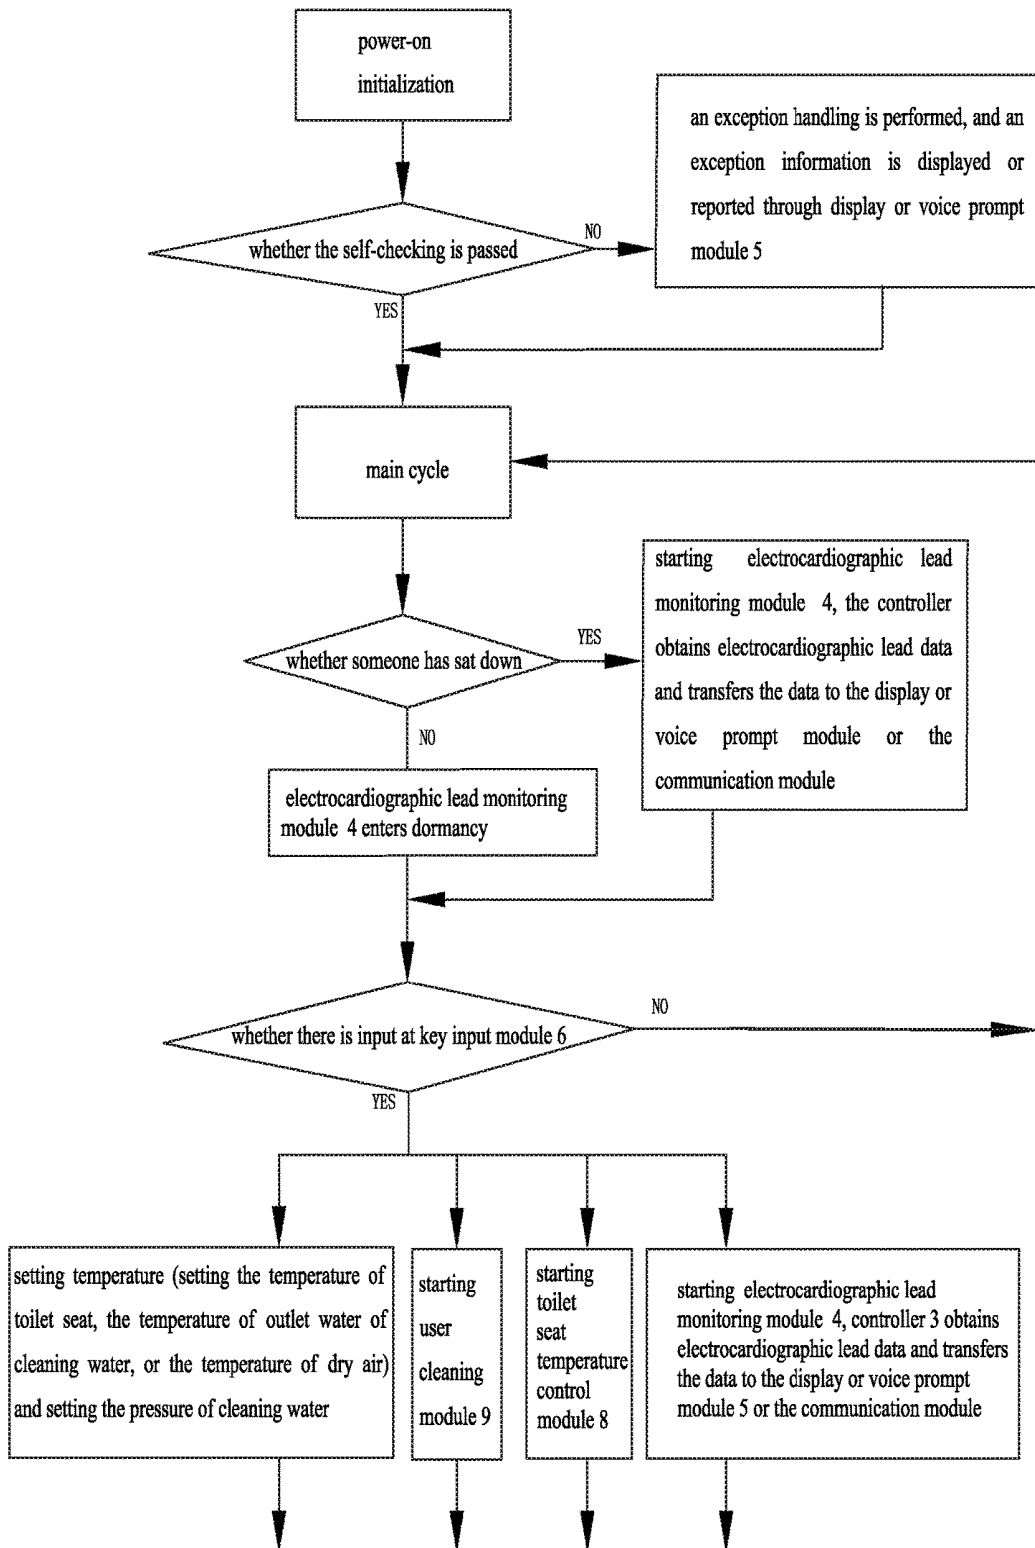 power-on
initialization
an exception handling is performed, and an
exception information is displayed or
reported through display or voice prompt
module 5
whether the self-checking is passed
NO
YES
main cycle
starting electrocardiographic lead
monitoring module 4, the controller
obtains electrocardiographic lead data
and transfers the data to the display or
voice prompt module or the
communication module
whether someone has sat down
YES
NO
electrocardiographic lead monitoring
module 4 enters dormancy
whether there is input at key input module 6
NO
YES
setting temperature (setting the temperature of
toilet seat, the temperature of outlet water of
cleaning water, or the temperature of dry air)
and setting the pressure of cleaning water
starting
user
cleaning
module 9
starting
toilet
seat
temperature
control
module 8
starting electrocardiographic lead
monitoring module 4, controller 3 obtains
electrocardiographic lead data and transfers
the data to the display or voice prompt
module 5 or the communication module